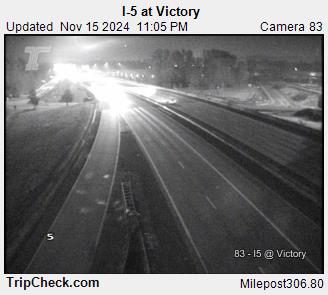 I-5 at Victory
Updated Nov 15 2024 11:05 PM Camera 83
S
83 - I5 @ Victory
TripCheck.com Milepost306.80